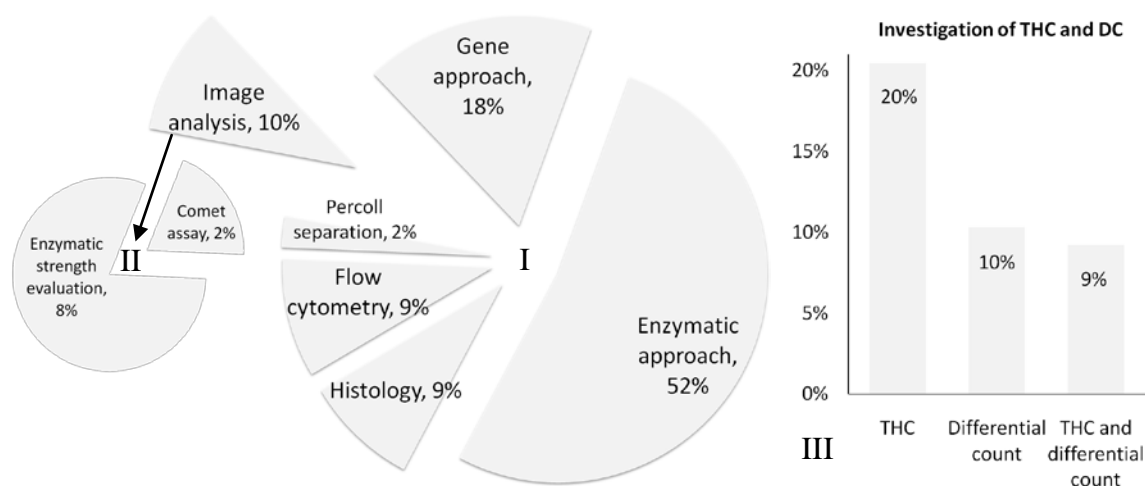 Image
analysis, 10%
Gene
approach,
18%
Enzymatic
approach,
52%
Histology, 9%
Flow
cytometry, 9%
Percoll
separation, 2%
I
Comet
assay, 2%
Enzymatic
strength
evaluation,
8%
II
Investigation of THC and DC
20%
15%
10%
5%
0%
20%
10%
9%
THC
Differential
count
THC and
differential
count
III